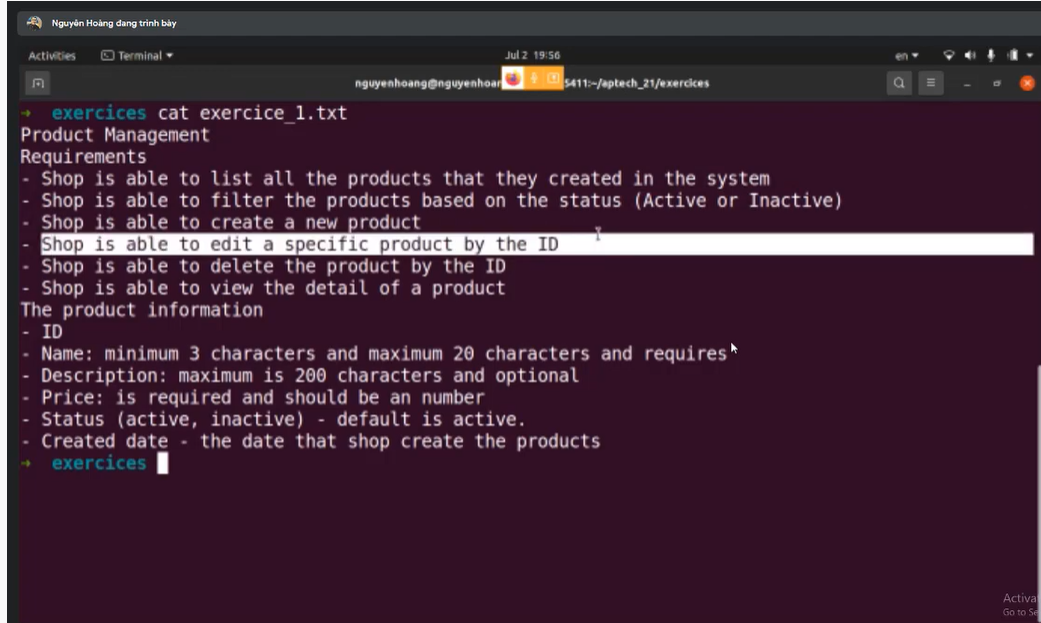 Nguyên Hoàng đang trình bày
Activities Terminal Jul 2 19:56 en
nguyenhoang@nguyenhoar 5411:~/aptech_21/exercices
→ exercices cat exercice_1.txt
Product Management
Requirements
- Shop is able to list all the products that they created in the system
- Shop is able to filter the products based on the status (Active or Inactive)
- Shop is able to create a new product
- Shop is able to edit a specific product by the ID
- Shop is able to delete the product by the ID
- Shop is able to view the detail of a product
The product information
- ID
- Name: minimum 3 characters and maximum 20 characters and requires
- Description: maximum is 200 characters and optional
- Price: is required and should be an number
- Status (active, inactive) - default is active.
- Created date - the date that shop create the products
→ exercices
Activa
Go to Se